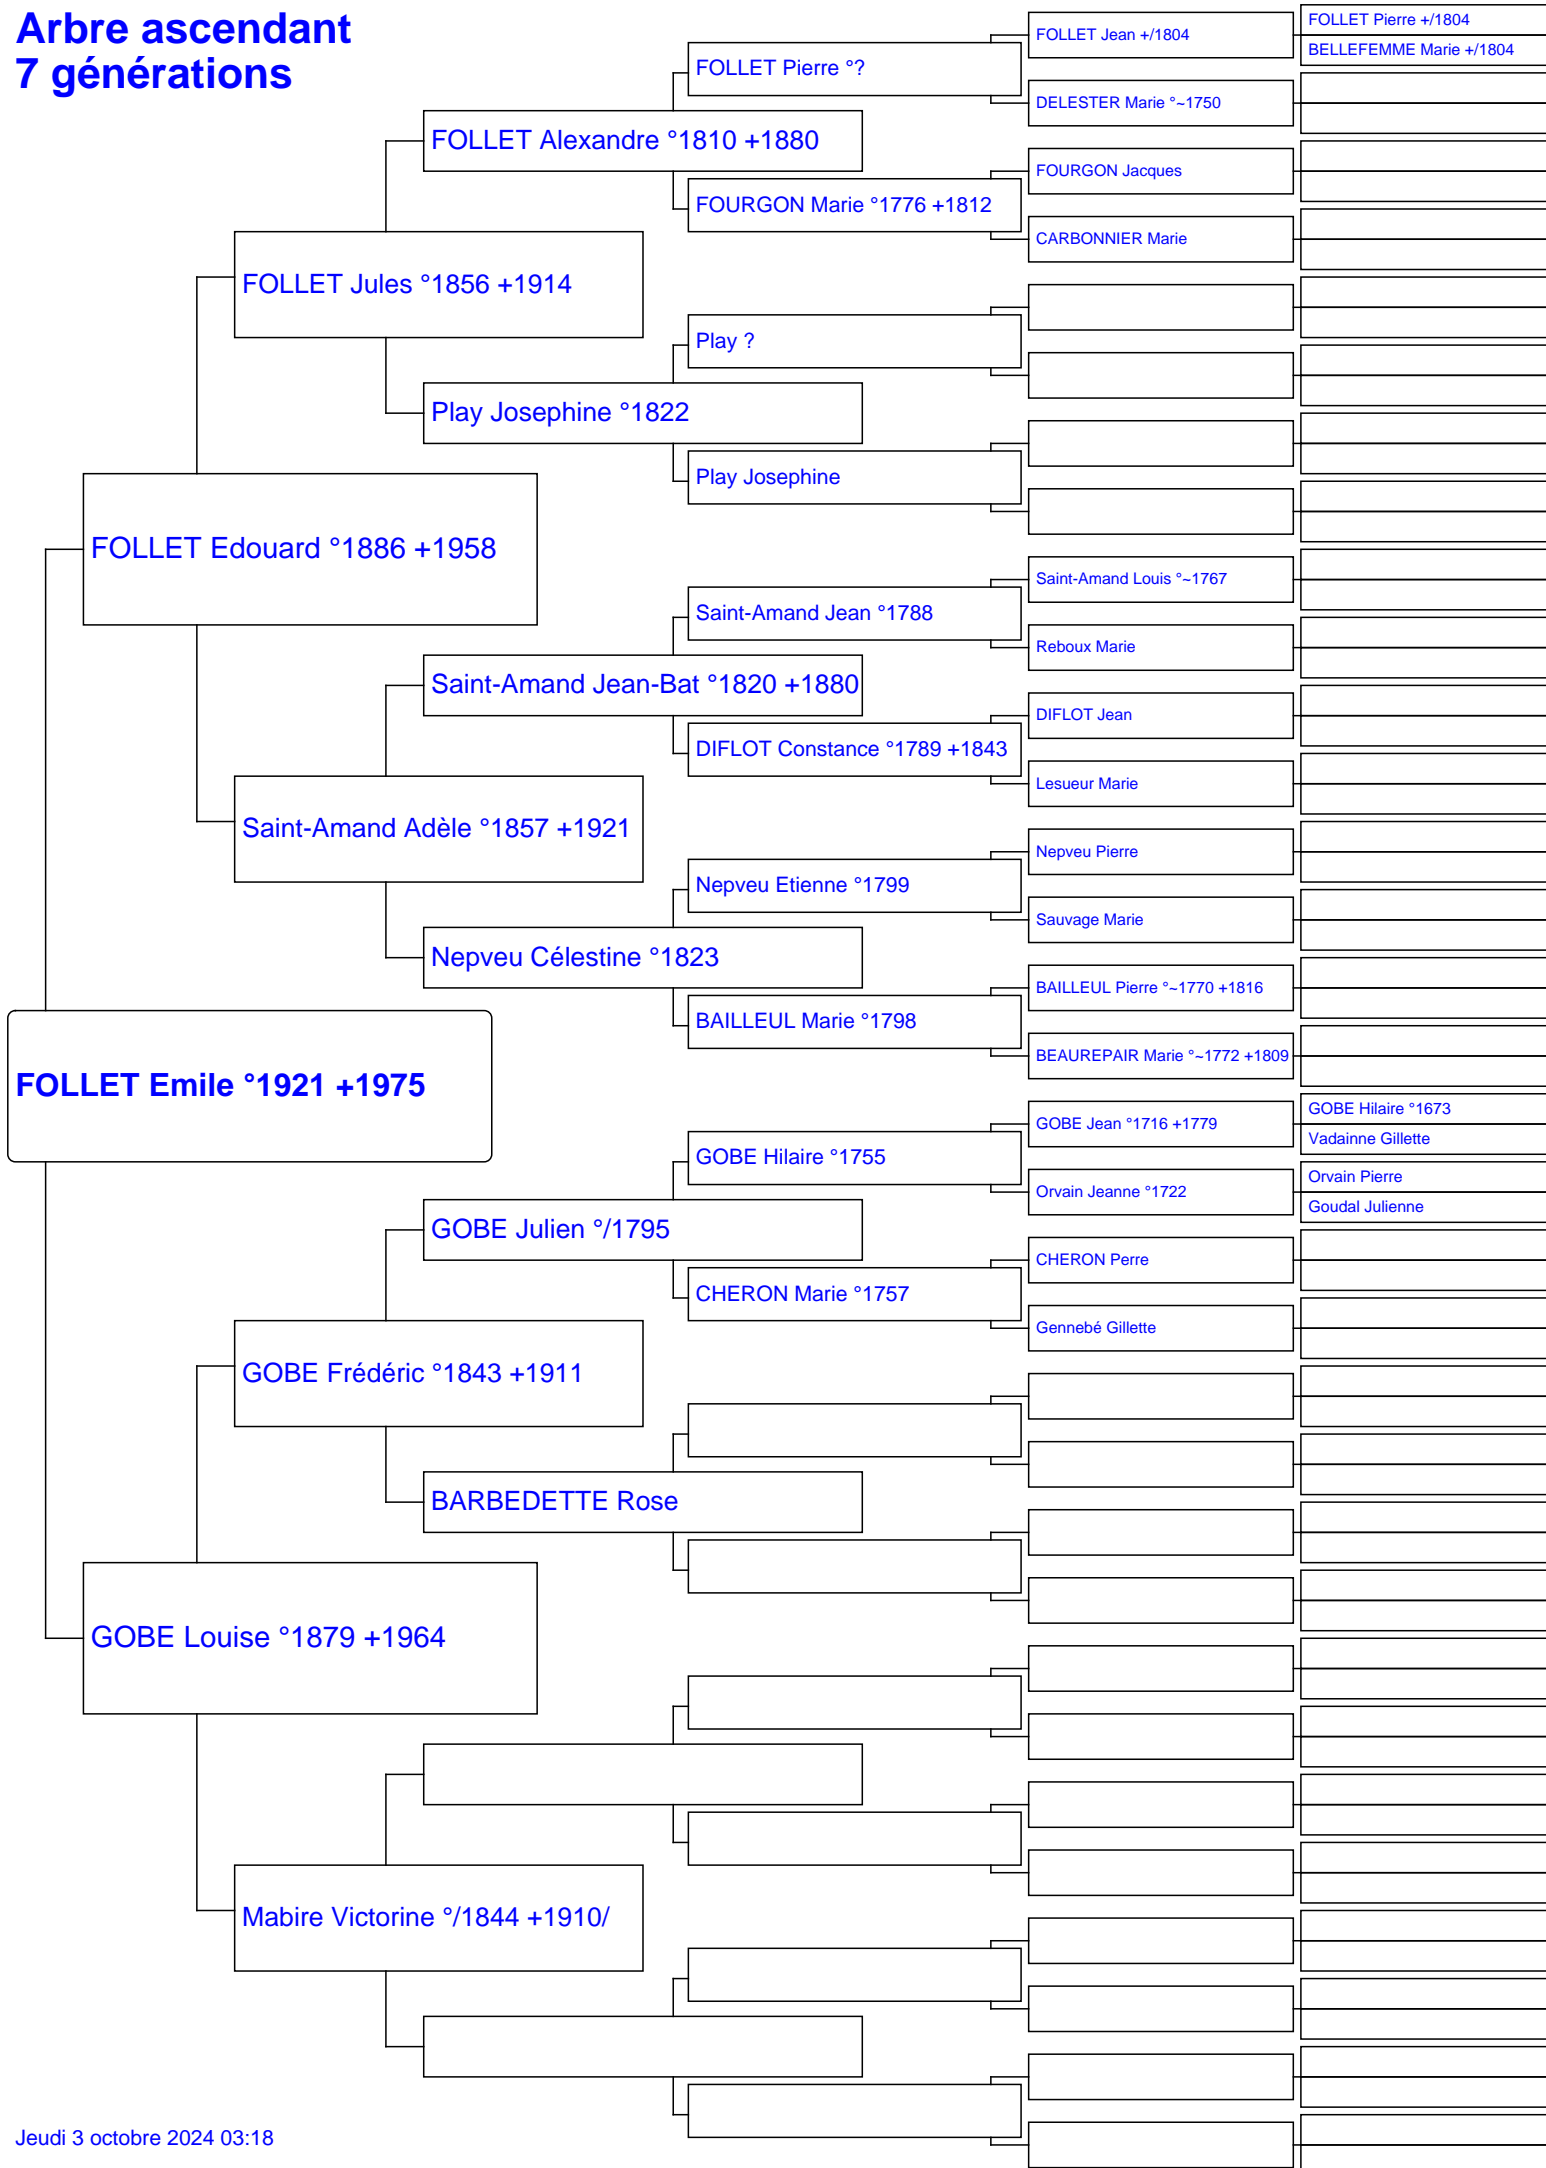 Arbre ascendant
7 générations
FOLLET Jean +/1804
FOLLET Pierre +/1804
BELLEFEMME Marie +/1804
FOLLET Pierre °?
DELESTER Marie °~1750
FOLLET Alexandre °1810 +1880
FOURGON Jacques
FOURGON Marie °1776 +1812
CARBONNIER Marie
FOLLET Jules °1856 +1914
Play ?
Play Josephine °1822
Play Josephine
FOLLET Edouard °1886 +1958
Saint-Amand Louis °~1767
Saint-Amand Jean °1788
Reboux Marie
Saint-Amand Jean-Bat °1820 +1880
DIFLOT Jean
DIFLOT Constance °1789 +1843
Lesueur Marie
Saint-Amand Adèle °1857 +1921
Nepveu Pierre
Nepveu Etienne °1799
Sauvage Marie
Nepveu Célestine °1823
BAILLEUL Pierre °~1770 +1816
BAILLEUL Marie °1798
BEAUREPAIR Marie °~1772 +1809
FOLLET Emile °1921 +1975
GOBE Jean °1716 +1779
GOBE Hilaire °1673
Vadainne Gillette
GOBE Hilaire °1755
Orvain Jeanne °1722
Orvain Pierre
Goudal Julienne
GOBE Julien °/1795
CHERON Perre
CHERON Marie °1757
Gennebé Gillette
GOBE Frédéric °1843 +1911
BARBEDETTE Rose
GOBE Louise °1879 +1964
Mabire Victorine °/1844 +1910/
Jeudi 3 octobre 2024 03:18